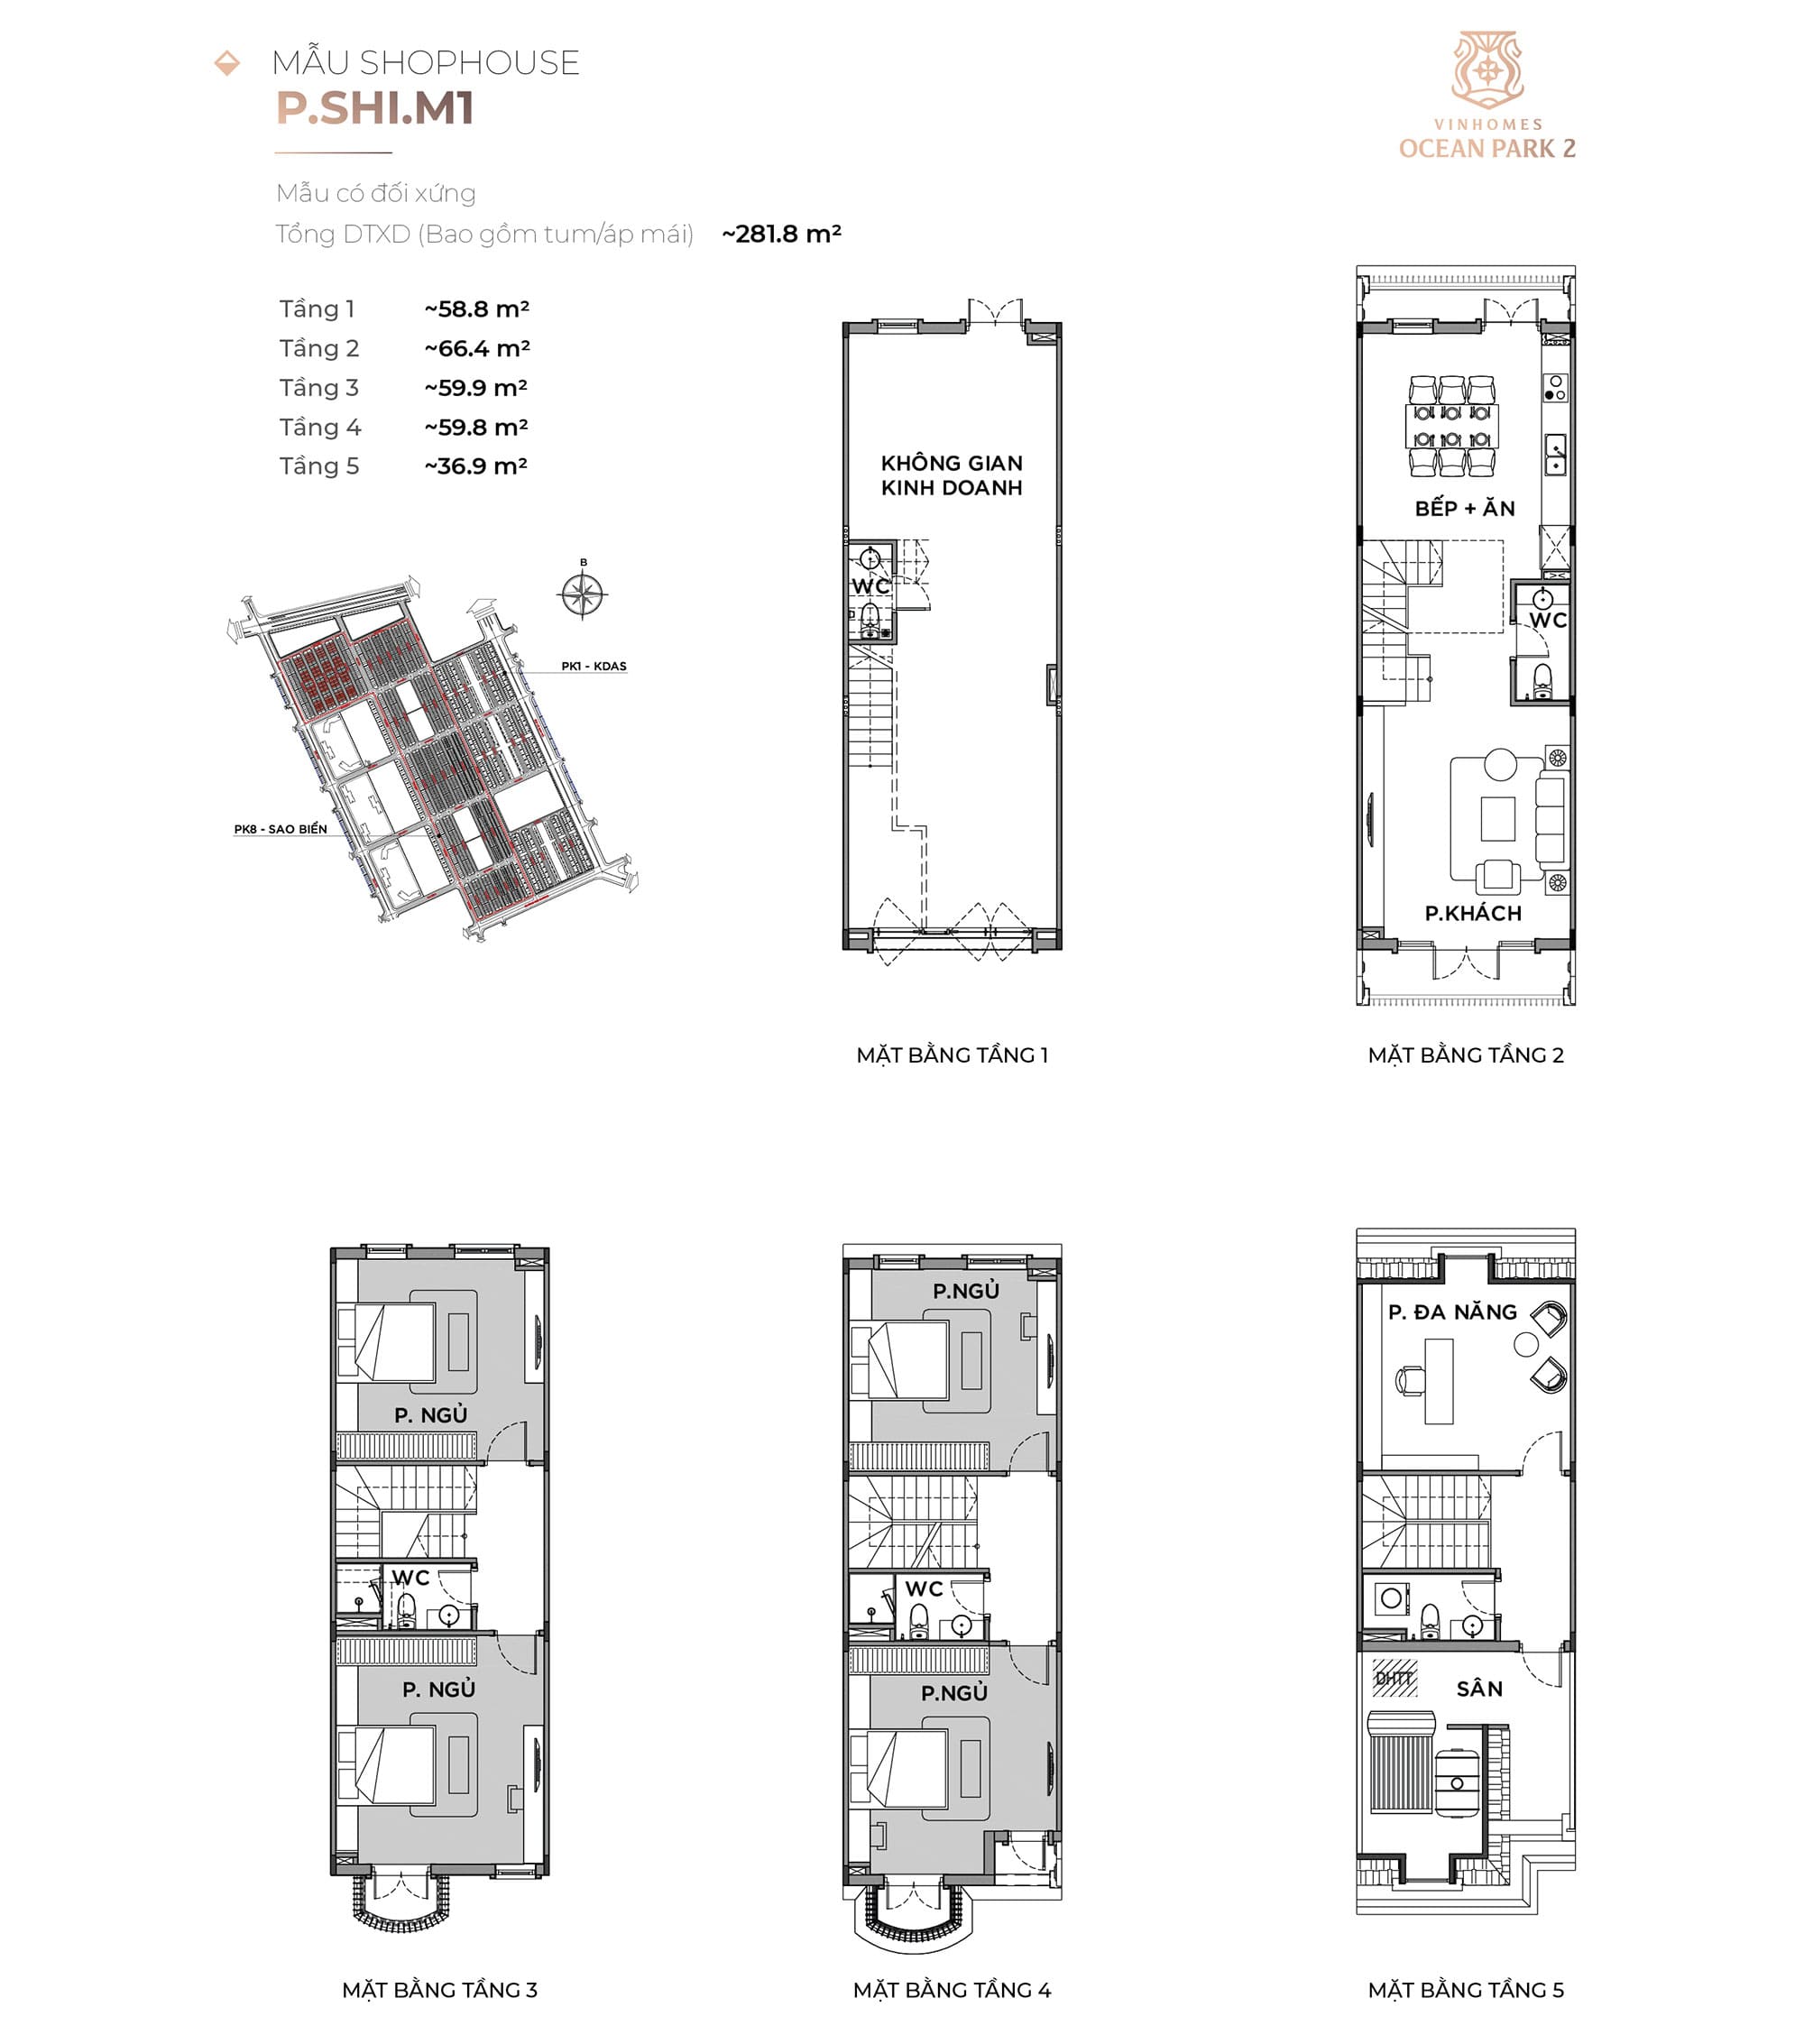 MẪU SHOPHOUSE
P.SHI.M1
VINHOMES
OCEAN PARK 2
Mẫu có đối xứng
Tổng DTXD (Bao gồm tum/áp mái) ~281.8 m²
Tầng 1 ~58.8 m²
Tầng 2 ~66.4 m²
Tầng 3 ~59.9 m²
Tầng 4 ~59.8 m²
Tầng 5 ~36.9 m²
B
PK1 - KDAS
PK8 - SAO BIỂN
KHÔNG GIAN
KINH DOANH
WC
MẶT BẰNG TẦNG 1
BẾP + ĂN
WC
P.KHÁCH
MẶT BẰNG TẦNG 2
P. NGỦ
WC
P. NGỦ
MẶT BẰNG TẦNG 3
P.NGỦ
WC
P.NGỦ
MẶT BẰNG TẦNG 4
P. ĐA NĂNG
DHTT
SÂN
MẶT BẰNG TẦNG 5